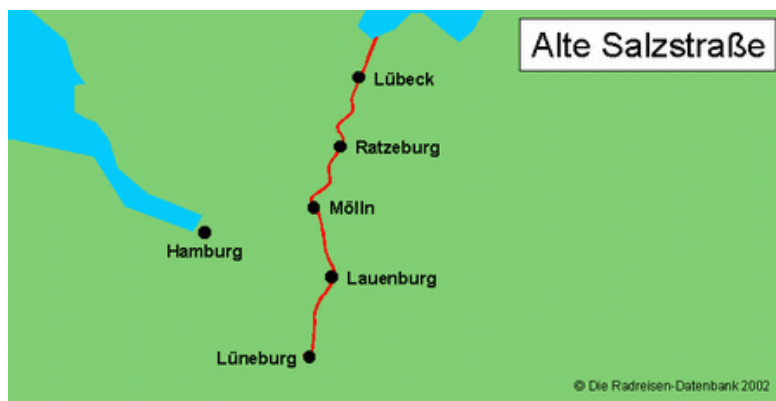 Alte Salzstraße
Lübeck
Ratzeburg
Mölln
Hamburg
Lauenburg
Lüneburg
© Die Radreisen-Datenbank 2002